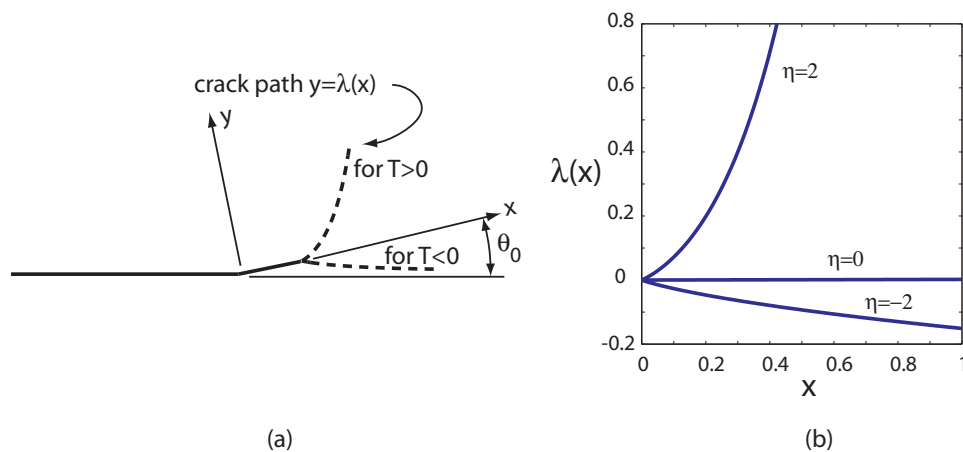 crack path y=λ(x)
y
for T>0
x
for T<0
θ0
(a)
0.8
0.6
0.4
0.2
0
-0.2
λ(x)
η=2
η=0
η=-2
0
0.2
0.4
0.6
0.8
1
x
(b)